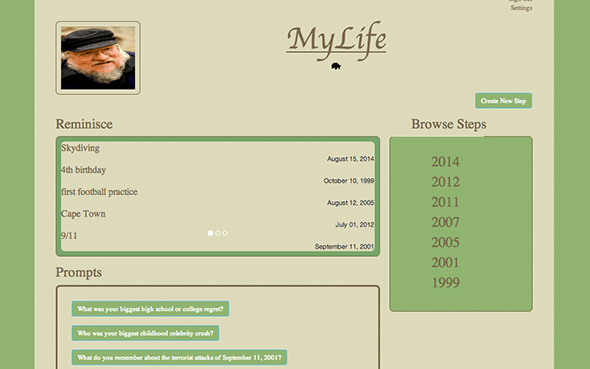 Settings
MyLife
Create New Step
Reminisce
Browse Steps
Skydiving
August 15, 2014
4th birthday
October 10, 1999
first football practice
August 12, 2005
Cape Town
July 01, 2012
9/11
September 11, 2001
2014
2012
2011
2007
2005
2001
1999
Prompts
What was your biggest high school or college regret?
Who was your biggest childhood celebrity crush?
What do you remember about the terrorist attacks of September 11, 2001?